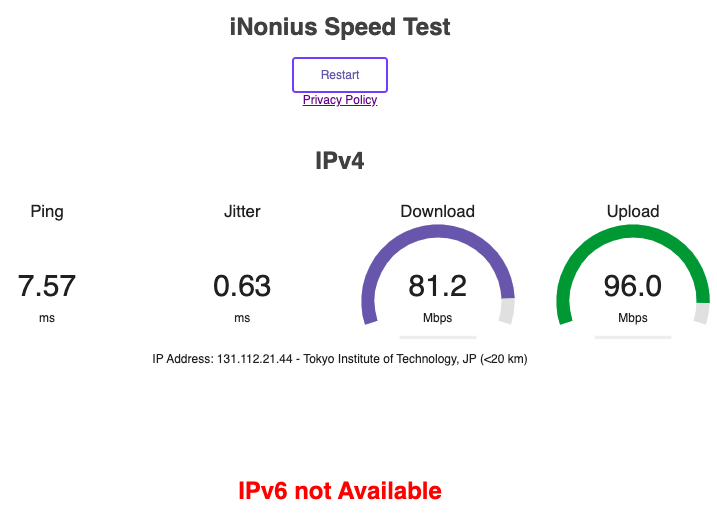 iNonius Speed Test
Restart
Privacy Policy
IPv4
Ping Jitter Download Upload
7.57 0.63 81.2 96.0
ms ms Mbps Mbps
IP Address: 131.112.21.44 - Tokyo Institute of Technology, JP (<20 km)
IPv6 not Available